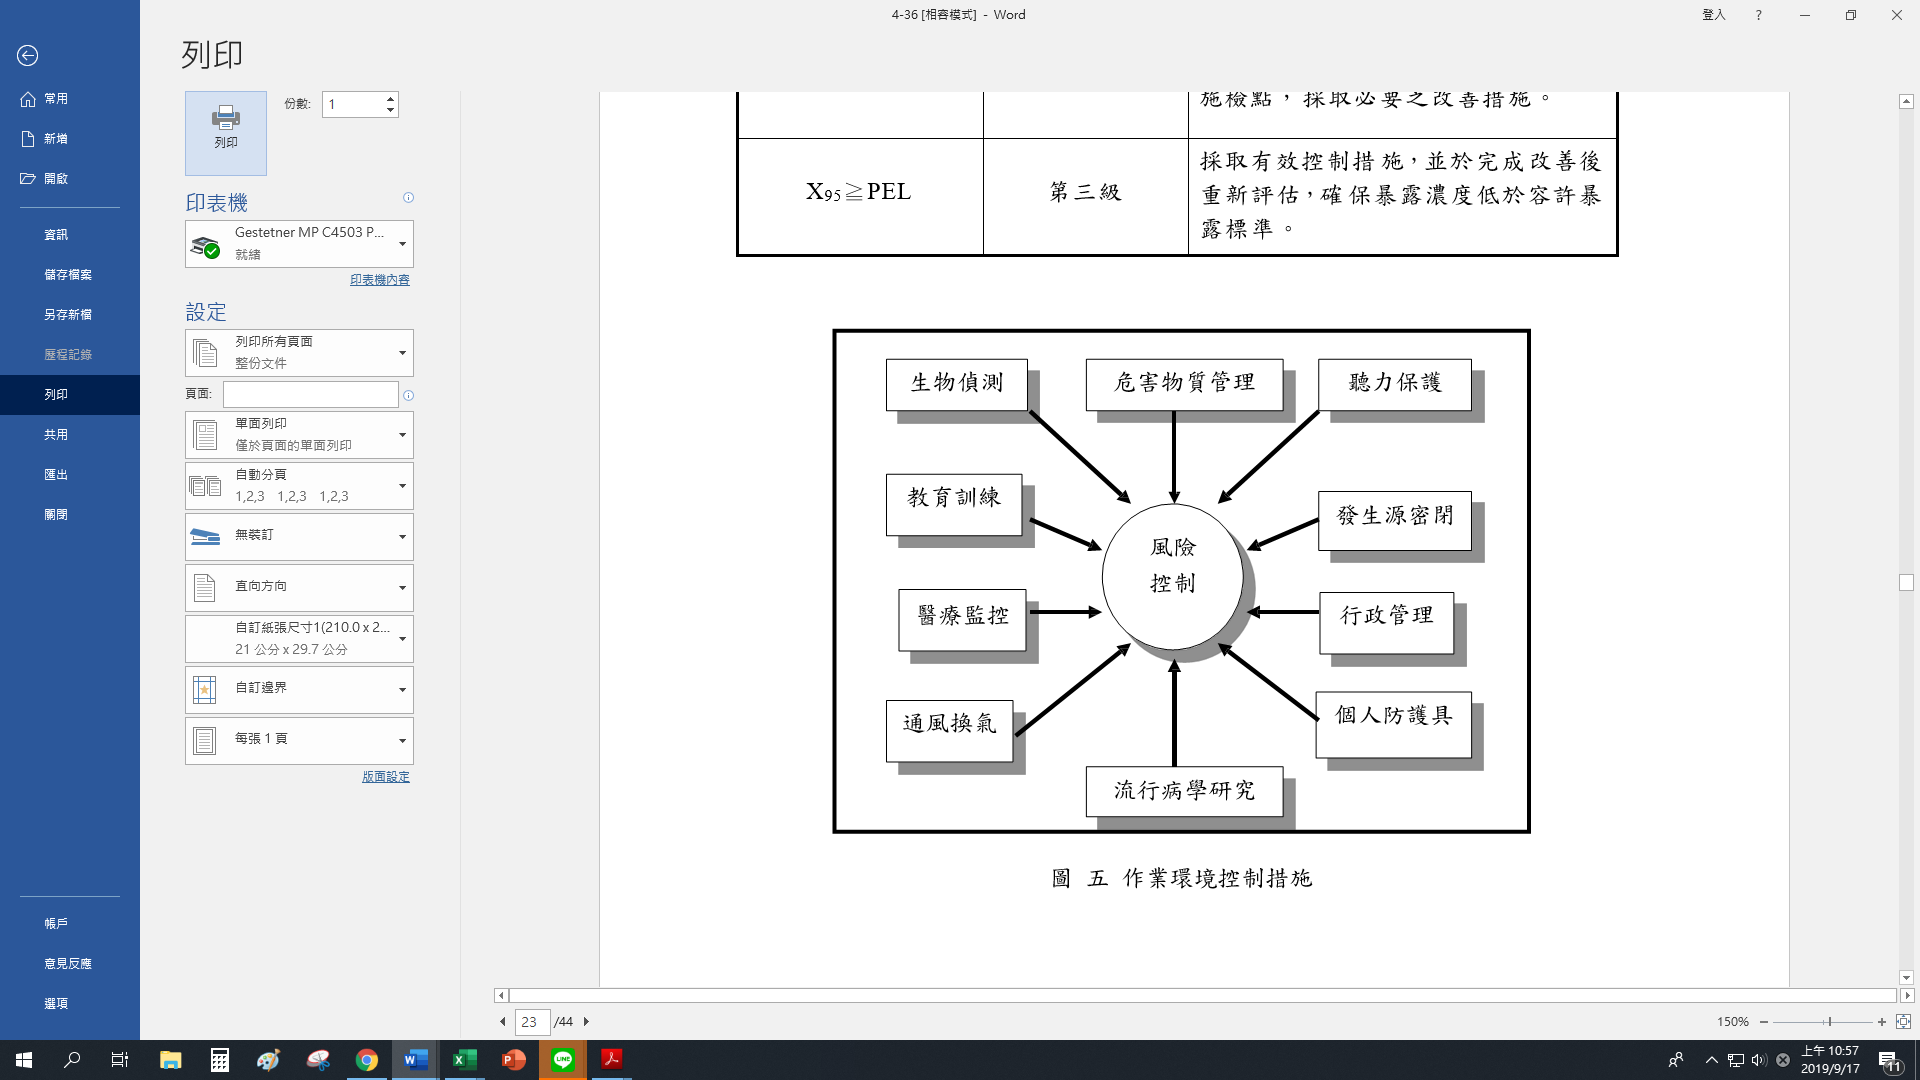 4-36 [相容模式] - Word
登入
?
列印
常用
新增
開啟
資訊
儲存檔案
另存新檔
歷程記錄
列印
共用
匯出
關閉
帳戶
意見反應
選項
列印
份數: 1
印表機
Gestetner MP C4503 P...
就緒
印表機內容
設定
列印所有頁面
整份文件
頁面:
單面列印
僅於頁面的單面列印
自動分頁
1,2,3 1,2,3 1,2,3
無裝訂
直向方向
自訂紙張尺寸1(210.0 x 2...
21 公分 x 29.7 公分
自訂邊界
每張 1 頁
版面設定
施檢點，採取必要之改善措施。
X95≧PEL
第三級
採取有效控制措施，並於完成改善後
重新評估，確保暴露濃度低於容許暴
露標準。
生物偵測
危害物質管理
聽力保護
教育訓練
發生源密閉
風險
控制
醫療監控
行政管理
通風換氣
個人防護具
流行病學研究
圖 五 作業環境控制措施
23 /44
150%
上午 10:57
2019/9/17
11